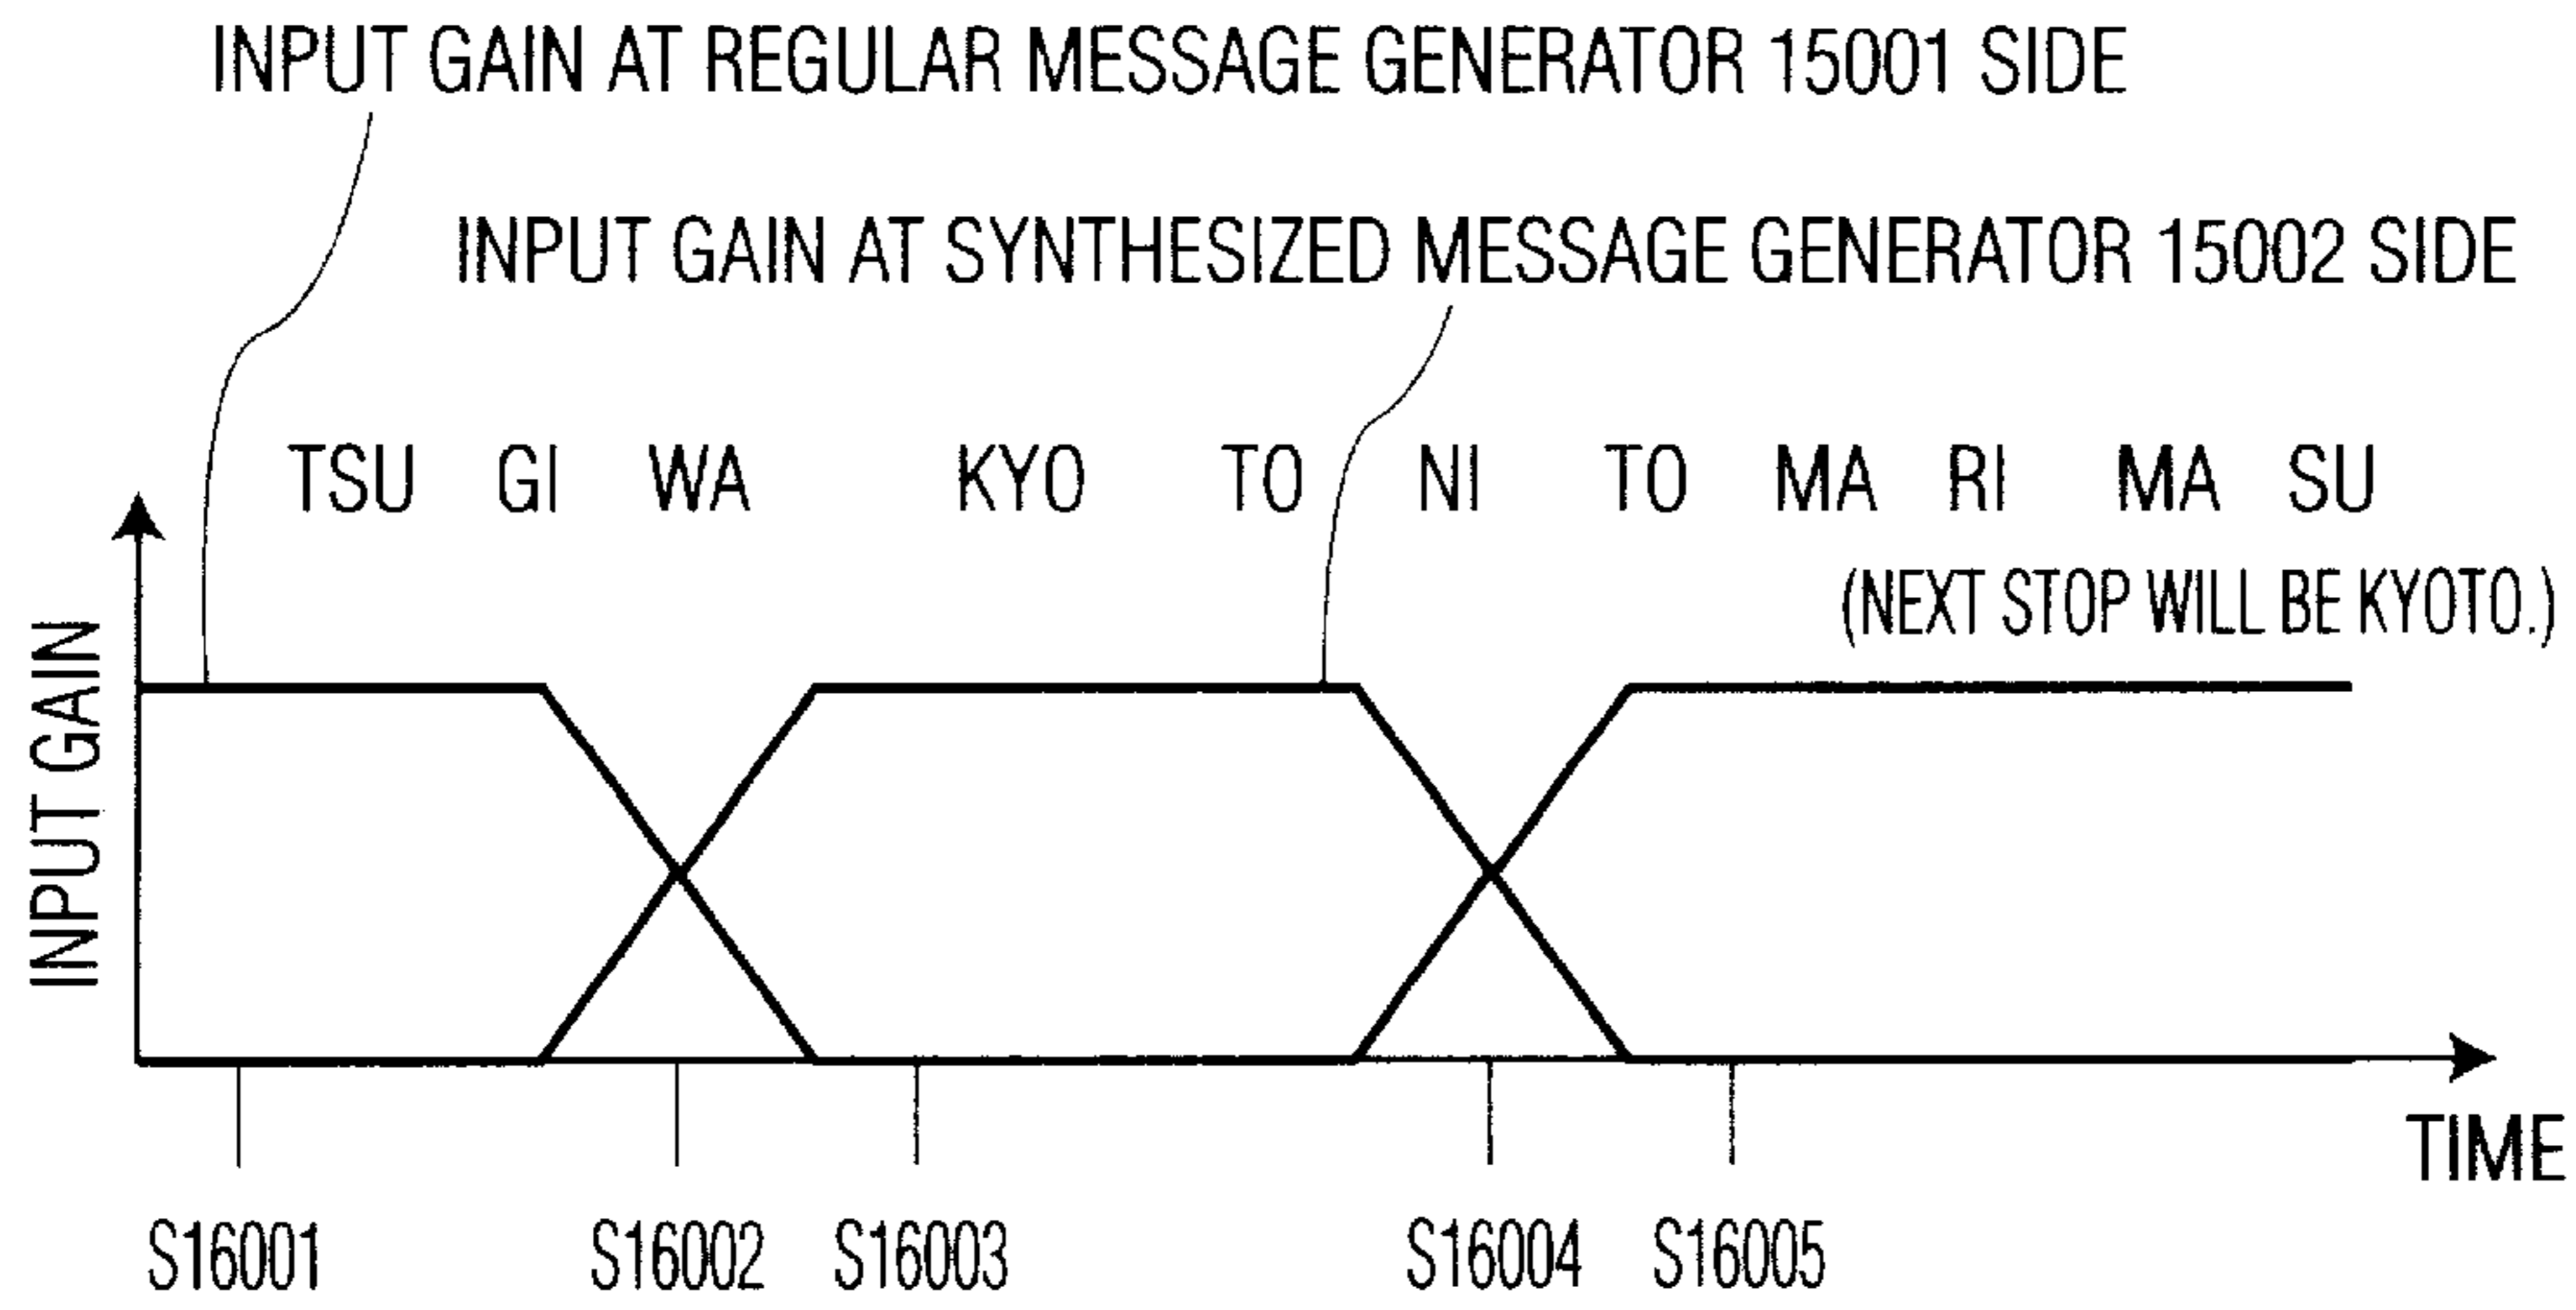 INPUT GAIN AT REGULAR MESSAGE GENERATOR 15001 SIDE
INPUT GAIN AT SYNTHESIZED MESSAGE GENERATOR 15002 SIDE
TSU GI WA KYO TO NI TO MA RI MA SU
(NEXT STOP WILL BE KYOTO.)
INPUT GAIN
TIME
S16001 S16002 S16003 S16004 S16005